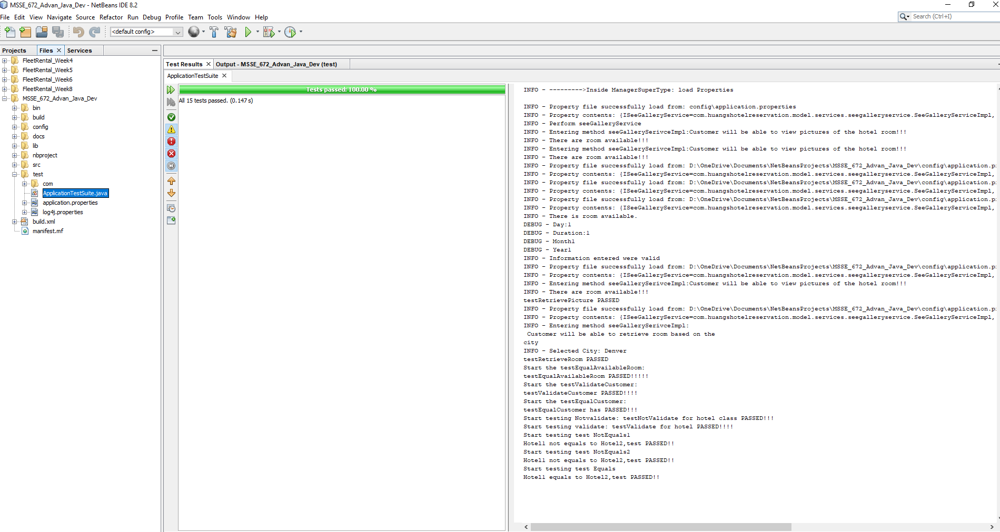 MSSE_672_Advan_Java_Dev - NetBeans IDE 8.2
File Edit View Navigate Source Refactor Run Debug Profile Team Tools Window Help
Search (Ctrl+I)
<default config>
Projects Files Services
FleetRental_Week4
FleetRental_Week5
FleetRental_Week6
FleetRental_Week8
MSSE_672_Advan_Java_Dev
bin
build
config
docs
lib
nbproject
src
test
com
ApplicationTestSuite.java
application.properties
log4j.properties
build.xml
manifest.mf
Test Results Output - MSSE_672_Advan_Java_Dev (test)
ApplicationTestSuite
Tests passed: 100.00 %
All 15 tests passed. (0.147 s)
INFO - --------->Inside ManagerSuperType: load Properties
INFO - Property file successfully load from: config\application.properties
INFO - Property contents: {ISeeGalleryService=com.huangshotelreservation.model.services.seegalleryservice.SeeGalleryServiceImpl,
INFO - Perform seeGalleryService
INFO - Entering method seeGallerySerivceImpl:Customer will be able to view pictures of the hotel room!!!
INFO - There are room available!!!
INFO - Entering method seeGallerySerivceImpl:Customer will be able to view pictures of the hotel room!!!
INFO - There are room available!!!
INFO - Property file successfully load from: D:\OneDrive\Documents\NetBeansProjects\MSSE_672_Advan_Java_Dev\config\application.p
INFO - Property contents: {ISeeGalleryService=com.huangshotelreservation.model.services.seegalleryservice.SeeGalleryServiceImpl,
INFO - Property file successfully load from: D:\OneDrive\Documents\NetBeansProjects\MSSE_672_Advan_Java_Dev\config\application.p
INFO - Property contents: {ISeeGalleryService=com.huangshotelreservation.model.services.seegalleryservice.SeeGalleryServiceImpl,
INFO - Property file successfully load from: D:\OneDrive\Documents\NetBeansProjects\MSSE_672_Advan_Java_Dev\config\application.p
INFO - Property contents: {ISeeGalleryService=com.huangshotelreservation.model.services.seegalleryservice.SeeGalleryServiceImpl,
INFO - There is room available.
DEBUG - Day:1
DEBUG - Duration:1
DEBUG - Month1
DEBUG - Year1
INFO - Information entered were valid
INFO - Property file successfully load from: D:\OneDrive\Documents\NetBeansProjects\MSSE_672_Advan_Java_Dev\config\application.p
INFO - Property contents: {ISeeGalleryService=com.huangshotelreservation.model.services.seegalleryservice.SeeGalleryServiceImpl,
INFO - Entering method seeGallerySerivceImpl:Customer will be able to view pictures of the hotel room!!!
INFO - There are room available!!!
testRetrievePicture PASSED
INFO - Property file successfully load from: D:\OneDrive\Documents\NetBeansProjects\MSSE_672_Advan_Java_Dev\config\application.p
INFO - Property contents: {ISeeGalleryService=com.huangshotelreservation.model.services.seegalleryservice.SeeGalleryServiceImpl,
INFO - Entering method seeGallerySerivceImpl:
Customer will be able to retrieve room based on the
city
INFO - Selected City: Denver
testRetrieveRoom PASSED
Start the testEqualAvailableRoom:
testEqualAvailableRoom PASSED!!!!!
Start the testValidateCustomer:
testValidateCustomer PASSED!!!!
Start the testEqualCustomer:
testEqualCustomer has PASSED!!!
Start testing Notvalidate: testNotValidate for hotel class PASSED!!!
Start testing validate: testValidate for hotel PASSED!!!!
Start testing test NotEquals1
Hotel1 not equals to Hotel2,test PASSED!!
Start testing test NotEquals2
Hotel1 not equals to Hotel2,test PASSED!!
Start testing test Equals
Hotel1 equals to Hotel2,test PASSED!!